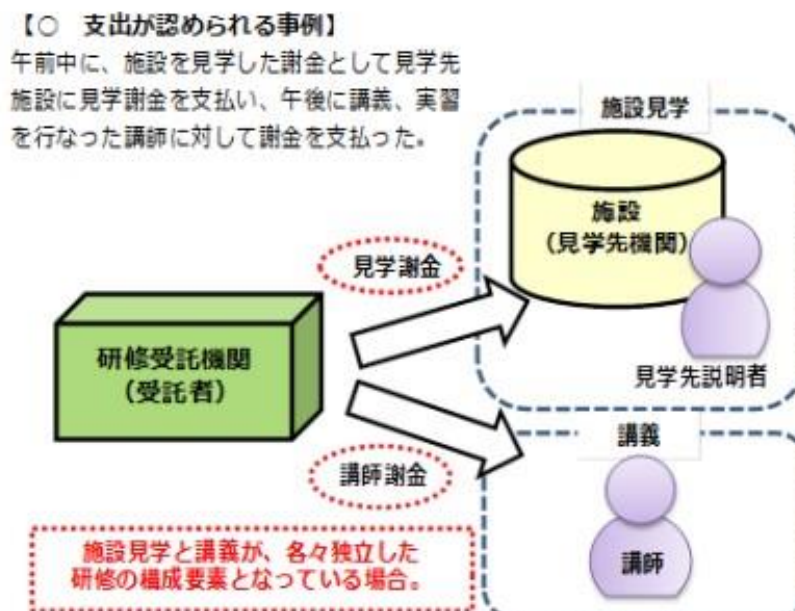 【○　支出が認められる事例】
午前中に、施設を見学した謝金として見学先
施設に見学謝金を支払い、午後に講義、実習
を行なった講師に対して謝金を支払った。
施設見学
施設
（見学先機関）
見学謝金
研修受託機関
（受託者）
見学先説明者
講師謝金
講義
講師
施設見学と講義が、各々独立した
研修の構成要素となっている場合。